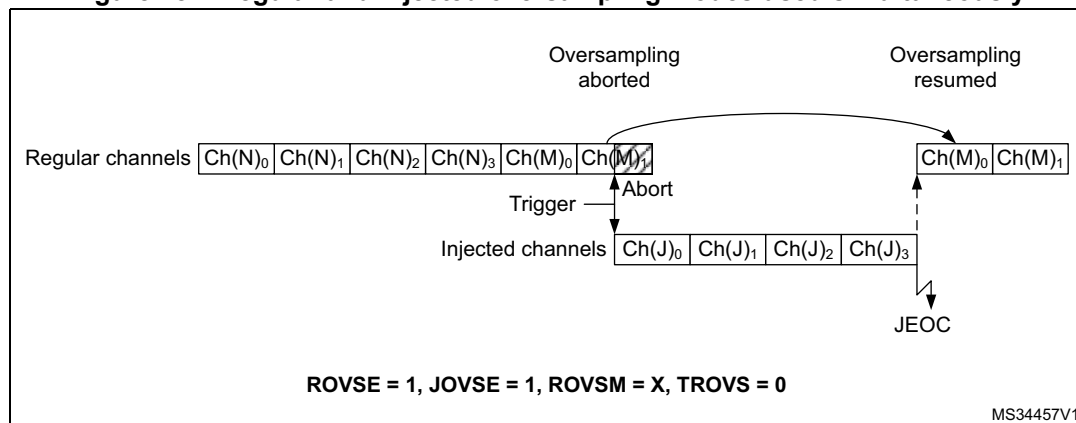 Oversampling aborted
Oversampling resumed
Regular channels Ch(N)₀ Ch(N)₁ Ch(N)₂ Ch(N)₃ Ch(M)₀ Ch(M)₁ Ch(M)₀ Ch(M)₁
Abort
Trigger
Injected channels Ch(J)₀ Ch(J)₁ Ch(J)₂ Ch(J)₃
JEOC
ROVSE = 1, JOVSE = 1, ROVSM = X, TROVS = 0
MS34457V1